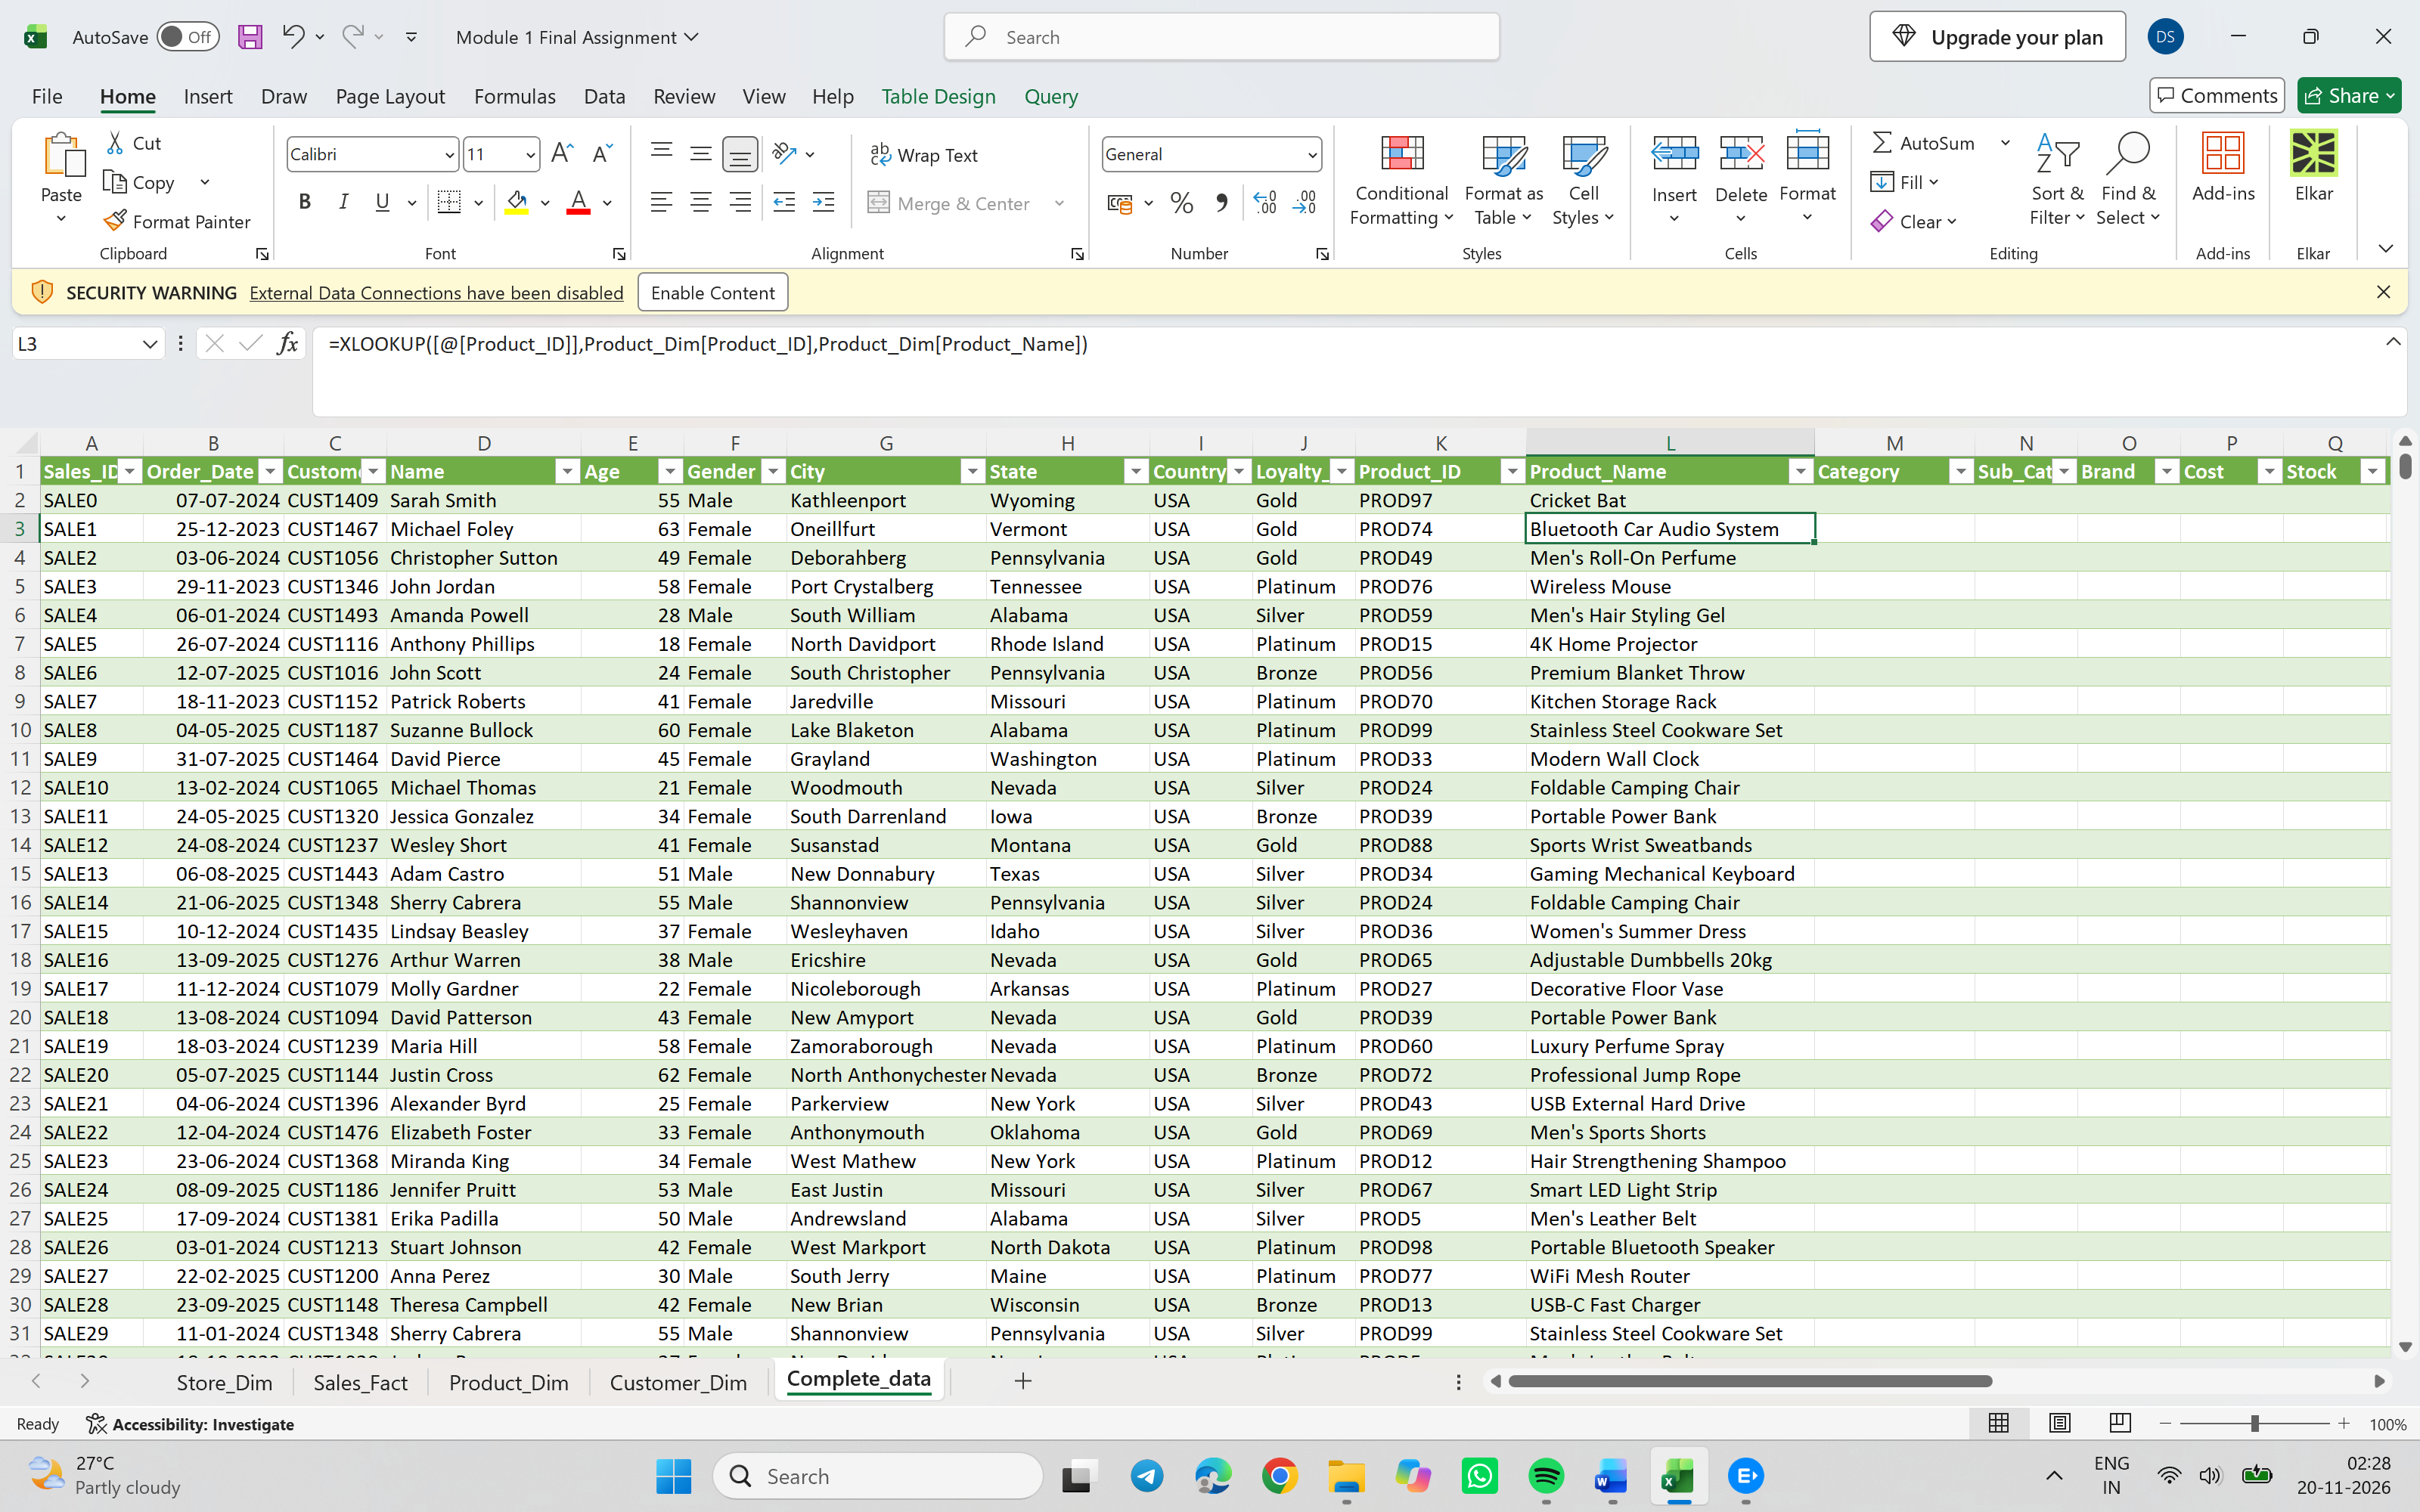 AutoSave Off Module 1 Final Assignment Search Upgrade your plan DS
File Home Insert Draw Page Layout Formulas Data Review View Help Table Design Query Comments Share
Paste Cut Copy Format Painter Clipboard
Calibri 11 B I U A Font
ab Wrap Text Merge & Center Alignment
General % Number
Conditional Formatting Format as Table Cell Styles Styles
Insert Delete Format Cells
AutoSum Fill Clear Sort & Filter Find & Select Editing
Add-ins Add-ins
Elkar Elkar
SECURITY WARNING External Data Connections have been disabled Enable Content
L3 fx =XLOOKUP([@[Product_ID]],Product_Dim[Product_ID],Product_Dim[Product_Name])
A B C D E F G H I J K L M N O P Q
1 Sales_ID Order_Date Custom Name Age Gender City State Country Loyalty_ Product_ID Product_Name Category Sub_Cat Brand Cost Stock
2 SALE0 07-07-2024 CUST1409 Sarah Smith 55 Male Kathleenport Wyoming USA Gold PROD97 Cricket Bat
3 SALE1 25-12-2023 CUST1467 Michael Foley 63 Female Oneillfurt Vermont USA Gold PROD74 Bluetooth Car Audio System
4 SALE2 03-06-2024 CUST1056 Christopher Sutton 49 Female Deborahberg Pennsylvania USA Gold PROD49 Men's Roll-On Perfume
5 SALE3 29-11-2023 CUST1346 John Jordan 58 Female Port Crystalberg Tennessee USA Platinum PROD76 Wireless Mouse
6 SALE4 06-01-2024 CUST1493 Amanda Powell 28 Male South William Alabama USA Silver PROD59 Men's Hair Styling Gel
7 SALE5 26-07-2024 CUST1116 Anthony Phillips 18 Female North Davidport Rhode Island USA Platinum PROD15 4K Home Projector
8 SALE6 12-07-2025 CUST1016 John Scott 24 Female South Christopher Pennsylvania USA Bronze PROD56 Premium Blanket Throw
9 SALE7 18-11-2023 CUST1152 Patrick Roberts 41 Female Jaredville Missouri USA Platinum PROD70 Kitchen Storage Rack
10 SALE8 04-05-2025 CUST1187 Suzanne Bullock 60 Female Lake Blaketon Alabama USA Platinum PROD99 Stainless Steel Cookware Set
11 SALE9 31-07-2025 CUST1464 David Pierce 45 Female Grayland Washington USA Platinum PROD33 Modern Wall Clock
12 SALE10 13-02-2024 CUST1065 Michael Thomas 21 Female Woodmouth Nevada USA Silver PROD24 Foldable Camping Chair
13 SALE11 24-05-2025 CUST1320 Jessica Gonzalez 34 Female South Darrenland Iowa USA Bronze PROD39 Portable Power Bank
14 SALE12 24-08-2024 CUST1237 Wesley Short 41 Female Susanstad Montana USA Gold PROD88 Sports Wrist Sweatbands
15 SALE13 06-08-2025 CUST1443 Adam Castro 51 Male New Donnabury Texas USA Silver PROD34 Gaming Mechanical Keyboard
16 SALE14 21-06-2025 CUST1348 Sherry Cabrera 55 Male Shannonview Pennsylvania USA Silver PROD24 Foldable Camping Chair
17 SALE15 10-12-2024 CUST1435 Lindsay Beasley 37 Female Wesleyhaven Idaho USA Silver PROD36 Women's Summer Dress
18 SALE16 13-09-2025 CUST1276 Arthur Warren 38 Male Ericshire Nevada USA Gold PROD65 Adjustable Dumbbells 20kg
19 SALE17 11-12-2024 CUST1079 Molly Gardner 22 Female Nicoleborough Arkansas USA Platinum PROD27 Decorative Floor Vase
20 SALE18 13-08-2024 CUST1094 David Patterson 43 Female New Amyport Nevada USA Gold PROD39 Portable Power Bank
21 SALE19 18-03-2024 CUST1239 Maria Hill 58 Female Zamoraborough Nevada USA Platinum PROD60 Luxury Perfume Spray
22 SALE20 05-07-2025 CUST1144 Justin Cross 62 Female North Anthonychester Nevada USA Bronze PROD72 Professional Jump Rope
23 SALE21 04-06-2024 CUST1396 Alexander Byrd 25 Female Parkerview New York USA Silver PROD43 USB External Hard Drive
24 SALE22 12-04-2024 CUST1476 Elizabeth Foster 33 Female Anthonymouth Oklahoma USA Gold PROD69 Men's Sports Shorts
25 SALE23 23-06-2024 CUST1368 Miranda King 34 Female West Mathew New York USA Platinum PROD12 Hair Strengthening Shampoo
26 SALE24 08-09-2025 CUST1186 Jennifer Pruitt 53 Male East Justin Missouri USA Silver PROD67 Smart LED Light Strip
27 SALE25 17-09-2024 CUST1381 Erika Padilla 50 Male Andrewsland Alabama USA Silver PROD5 Men's Leather Belt
28 SALE26 03-01-2024 CUST1213 Stuart Johnson 42 Female West Markport North Dakota USA Platinum PROD98 Portable Bluetooth Speaker
29 SALE27 22-02-2025 CUST1200 Anna Perez 30 Male South Jerry Maine USA Platinum PROD77 WiFi Mesh Router
30 SALE28 23-09-2025 CUST1148 Theresa Campbell 42 Female New Brian Wisconsin USA Bronze PROD13 USB-C Fast Charger
31 SALE29 11-01-2024 CUST1348 Sherry Cabrera 55 Male Shannonview Pennsylvania USA Silver PROD99 Stainless Steel Cookware Set
Store_Dim Sales_Fact Product_Dim Customer_Dim Complete_data
Ready Accessibility: Investigate 100%
27°C Partly cloudy Search ENG IN 02:28 20-11-2026